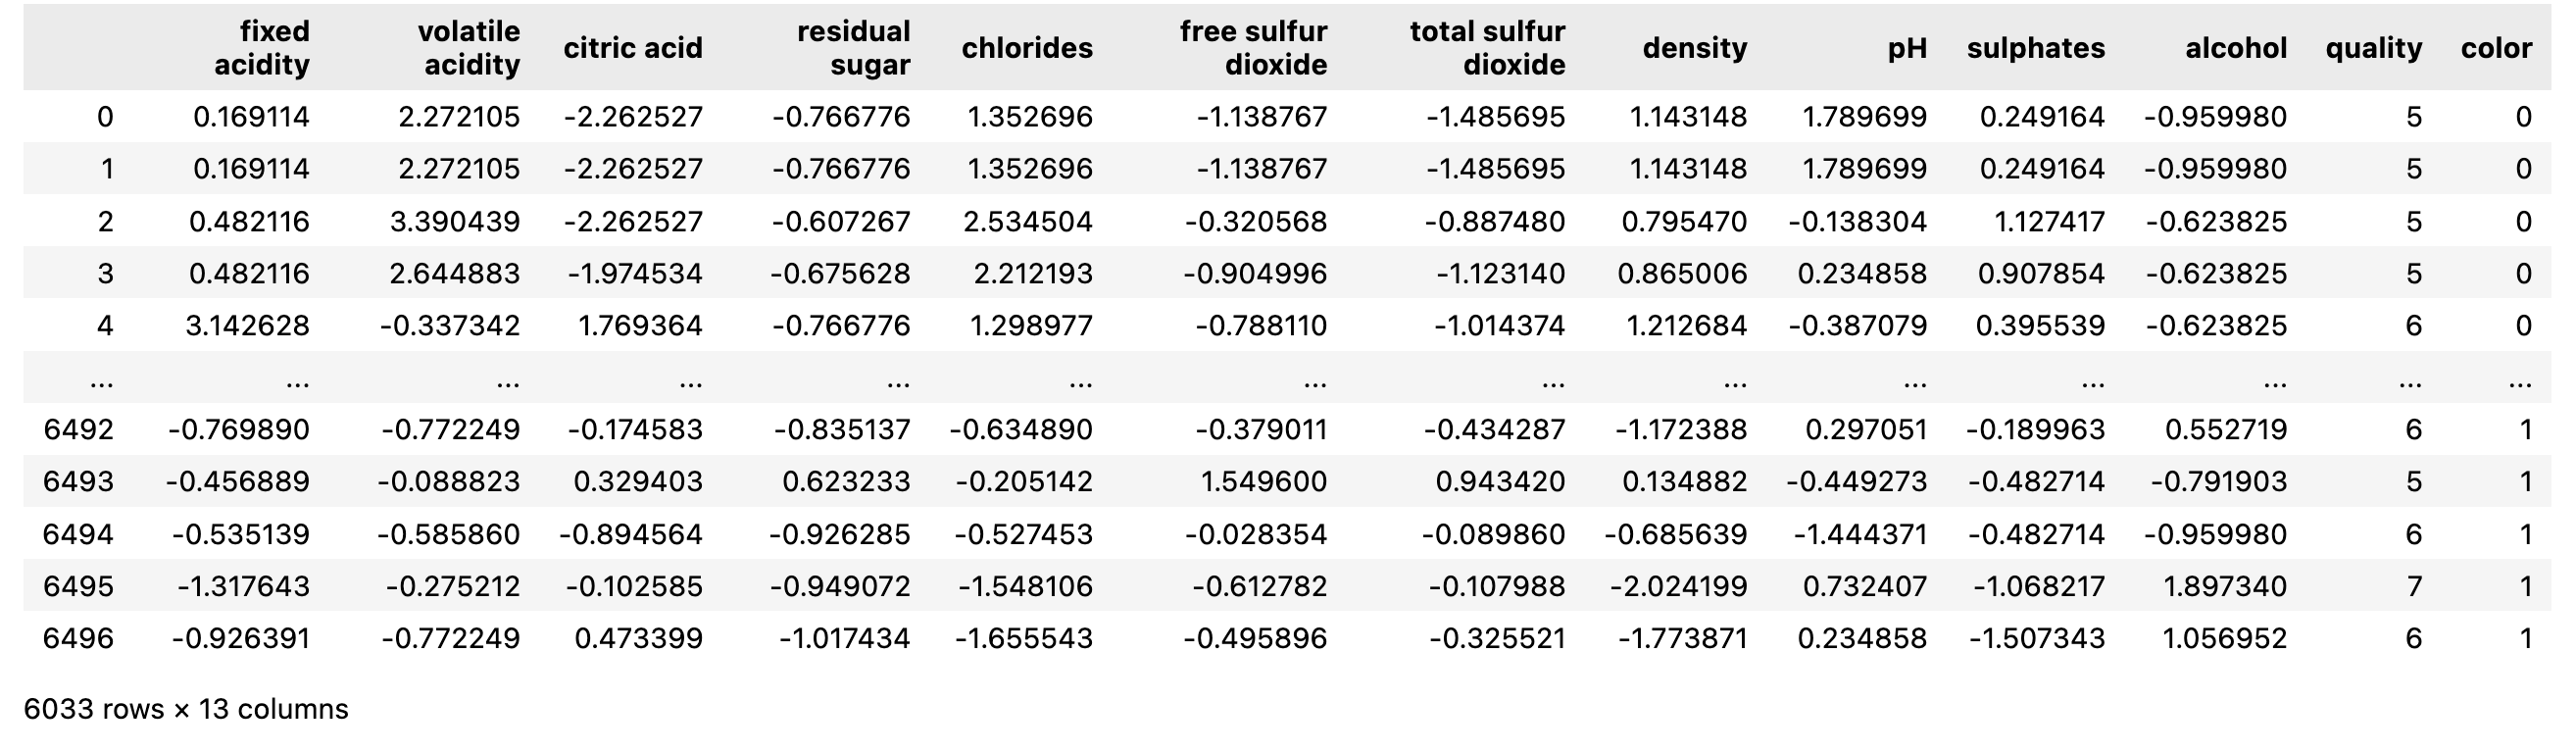 fixed acidity volatile acidity citric acid residual sugar chlorides free sulfur dioxide total sulfur dioxide density pH sulphates alcohol quality color
0 0.169114 2.272105 -2.262527 -0.766776 1.352696 -1.138767 -1.485695 1.143148 1.789699 0.249164 -0.959980 5 0
1 0.169114 2.272105 -2.262527 -0.766776 1.352696 -1.138767 -1.485695 1.143148 1.789699 0.249164 -0.959980 5 0
2 0.482116 3.390439 -2.262527 -0.607267 2.534504 -0.320568 -0.887480 0.795470 -0.138304 1.127417 -0.623825 5 0
3 0.482116 2.644883 -1.974534 -0.675628 2.212193 -0.904996 -1.123140 0.865006 0.234858 0.907854 -0.623825 5 0
4 3.142628 -0.337342 1.769364 -0.766776 1.298977 -0.788110 -1.014374 1.212684 -0.387079 0.395539 -0.623825 6 0
... ... ... ... ... ... ... ... ... ... ... ... ... ...
6492 -0.769890 -0.772249 -0.174583 -0.835137 -0.634890 -0.379011 -0.434287 -1.172388 0.297051 -0.189963 0.552719 6 1
6493 -0.456889 -0.088823 0.329403 0.623233 -0.205142 1.549600 0.943420 0.134882 -0.449273 -0.482714 -0.791903 5 1
6494 -0.535139 -0.585860 -0.894564 -0.926285 -0.527453 -0.028354 -0.089860 -0.685639 -1.444371 -0.482714 -0.959980 6 1
6495 -1.317643 -0.275212 -0.102585 -0.949072 -1.548106 -0.612782 -0.107988 -2.024199 0.732407 -1.068217 1.897340 7 1
6496 -0.926391 -0.772249 0.473399 -1.017434 -1.655543 -0.495896 -0.325521 -1.773871 0.234858 -1.507343 1.056952 6 1
6033 rows × 13 columns